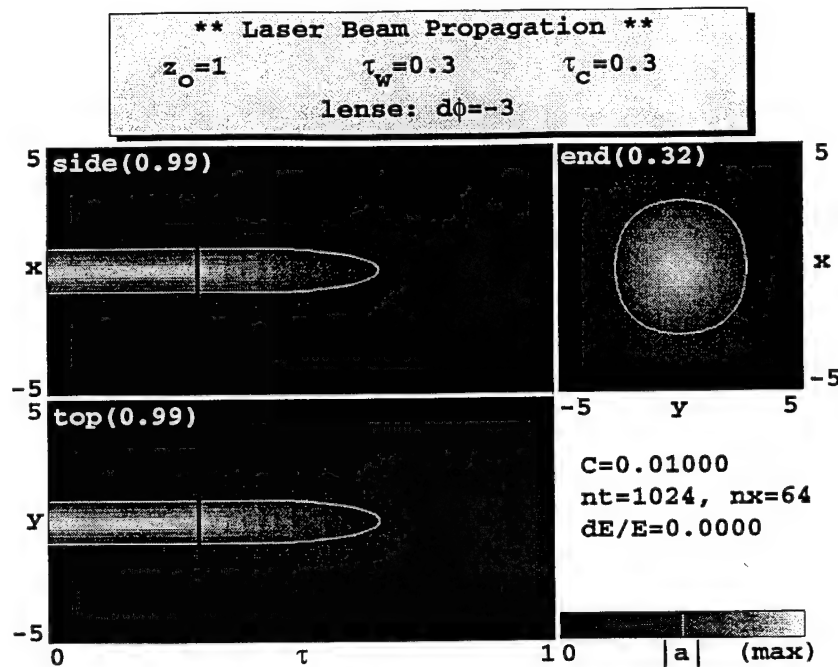 ** Laser Beam Propagation **
z_o=1 τ_w=0.3 τ_c=0.3
lense: dϕ=-3
5 side(0.99) end(0.32) 5
x x
-5 -5
-5 y 5
5 top(0.99)
C=0.01000
nt=1024, nx=64
y
dE/E=0.0000
-5
0 τ 1 0 |a| (max)